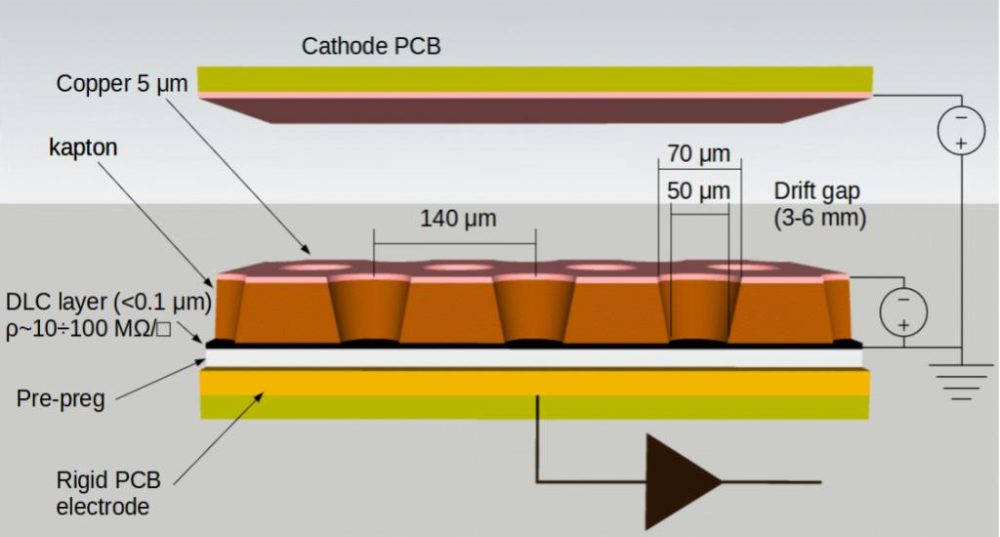 Cathode PCB
Copper 5 μm
kapton
70 μm
50 μm
Drift gap
(3-6 mm)
140 μm
DLC layer (<0.1 μm)
ρ~10÷100 MΩ/□
Pre-preg
Rigid PCB
electrode
−
+
−
+